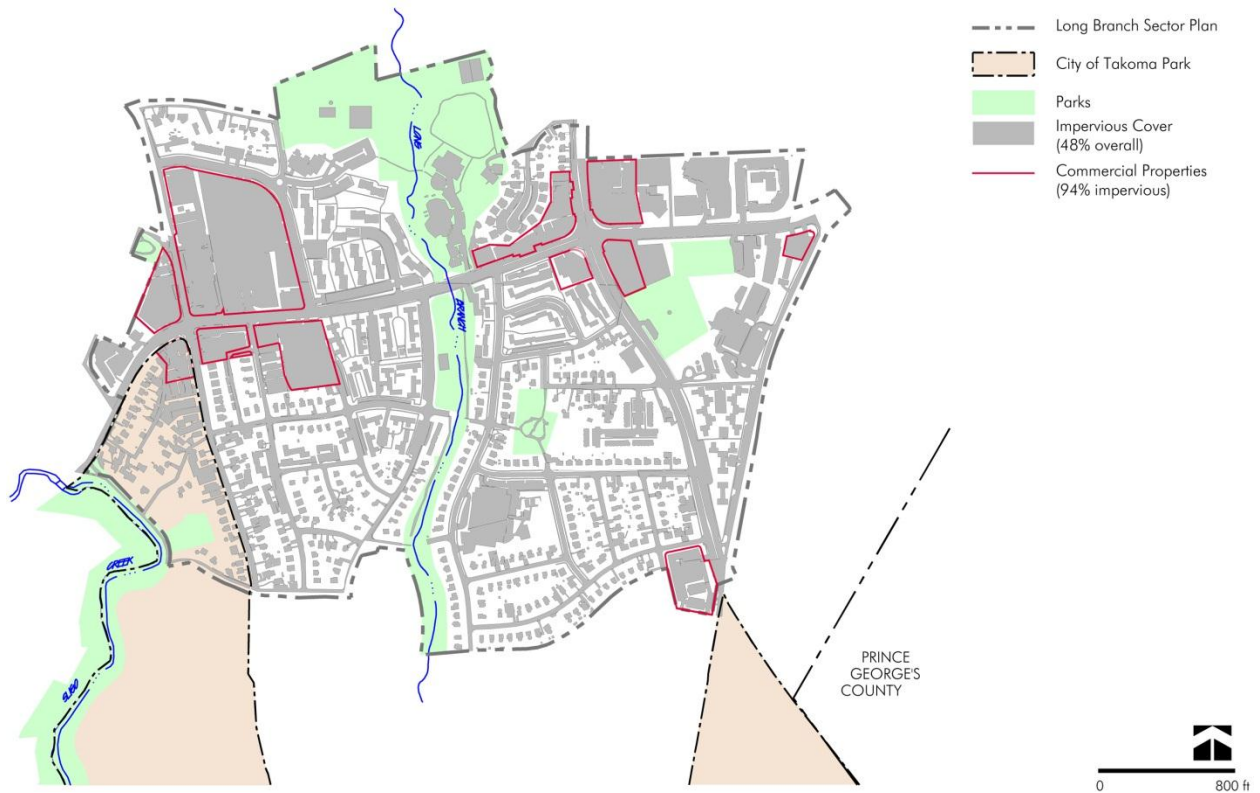 Long Branch Sector Plan
City of Takoma Park
Parks
Impervious Cover
(48% overall)
Commercial Properties
(94% impervious)
LONG
BRANCH
CREEK
SLIGO
PRINCE
GEORGE'S
COUNTY
0 800 ft